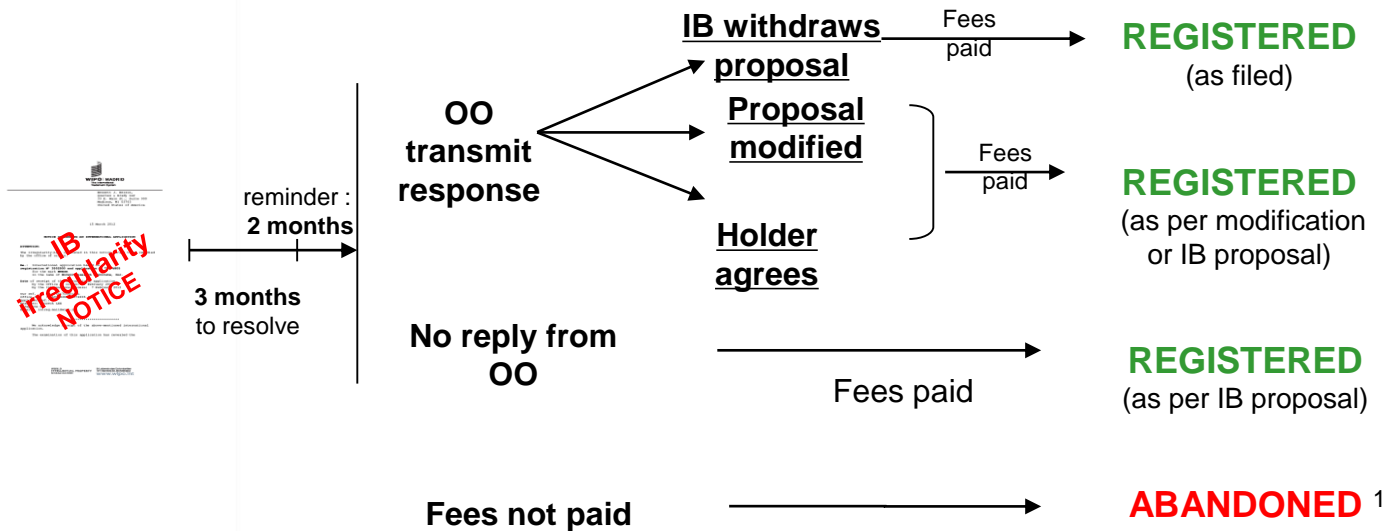 WIPO | MADRID
IB
irregularity
NOTICE
reminder :
2 months
3 months
to resolve
OO
transmit
response
IB withdraws
proposal
Proposal
modified
Holder
agrees
Fees
paid
REGISTERED
(as filed)
Fees
paid
REGISTERED
(as per modification
or IB proposal)
No reply from
OO
Fees paid
REGISTERED
(as per IB proposal)
Fees not paid
ABANDONED 1